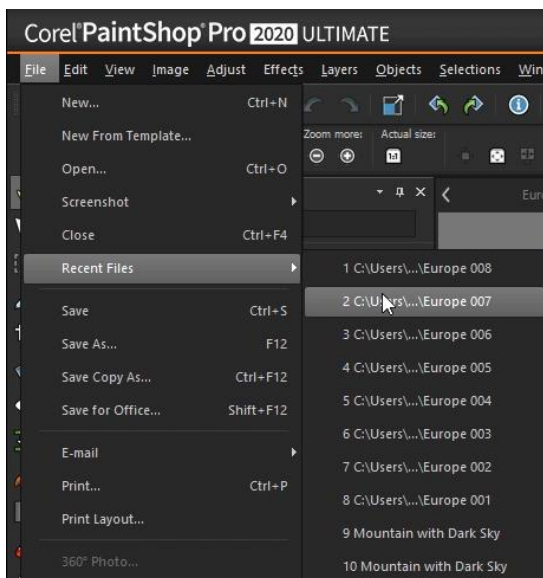 Corel® PaintShop® Pro 2020 ULTIMATE
File Edit View Image Adjust Effects Layers Objects Selections Win
New... Ctrl+N
New From Template...
Zoom more: Actual size:
Open... Ctrl+O
1:1
Screenshot
Close Ctrl+F4
Recent Files
1 C:\Users\...\Europe 008
2 C:\Users\...\Europe 007
3 C:\Users\...\Europe 006
4 C:\Users\...\Europe 005
5 C:\Users\...\Europe 004
6 C:\Users\...\Europe 003
7 C:\Users\...\Europe 002
8 C:\Users\...\Europe 001
9 Mountain with Dark Sky
10 Mountain with Dark Sky
Save Ctrl+S
Save As... F12
Save Copy As... Ctrl+F12
Save for Office... Shift+F12
E-mail
Print... Ctrl+P
Print Layout...
360° Photo...